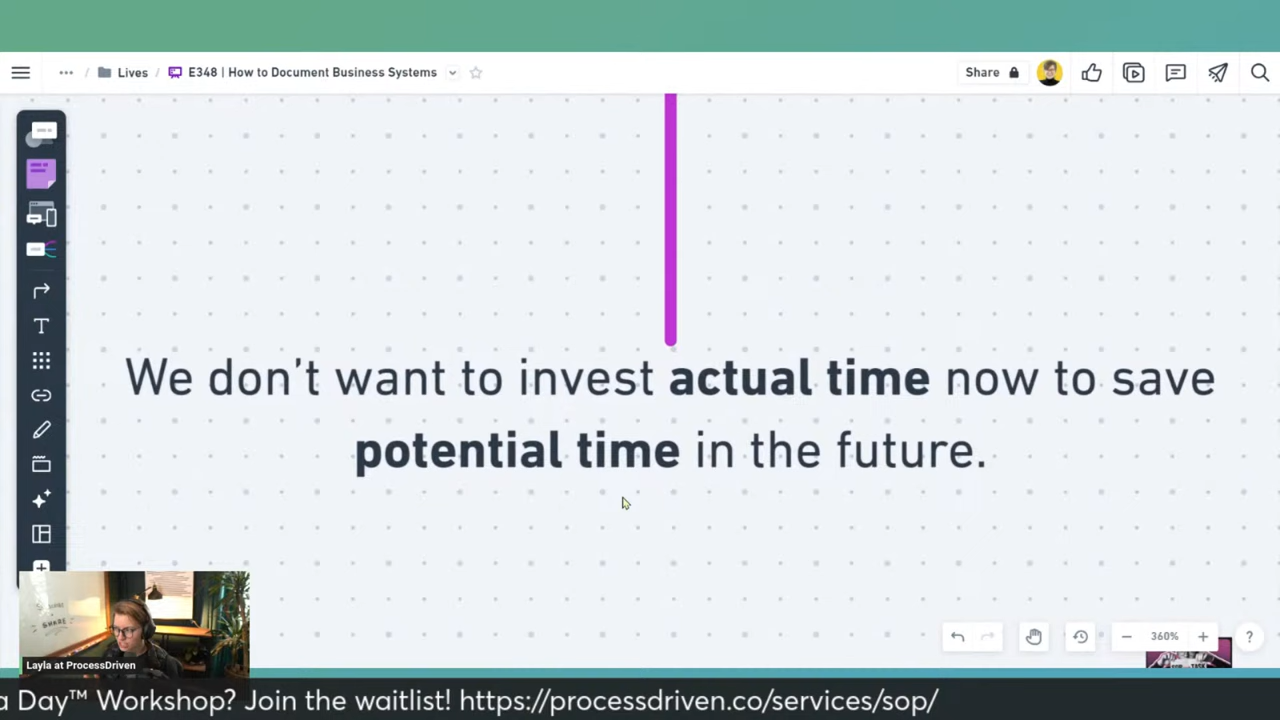 Lives / E348 | How to Document Business Systems
Share
We don't want to invest actual time now to save
potential time in the future.
360%
Layla at ProcessDriven
a Day™ Workshop? Join the waitlist! https://processdriven.co/services/sop/